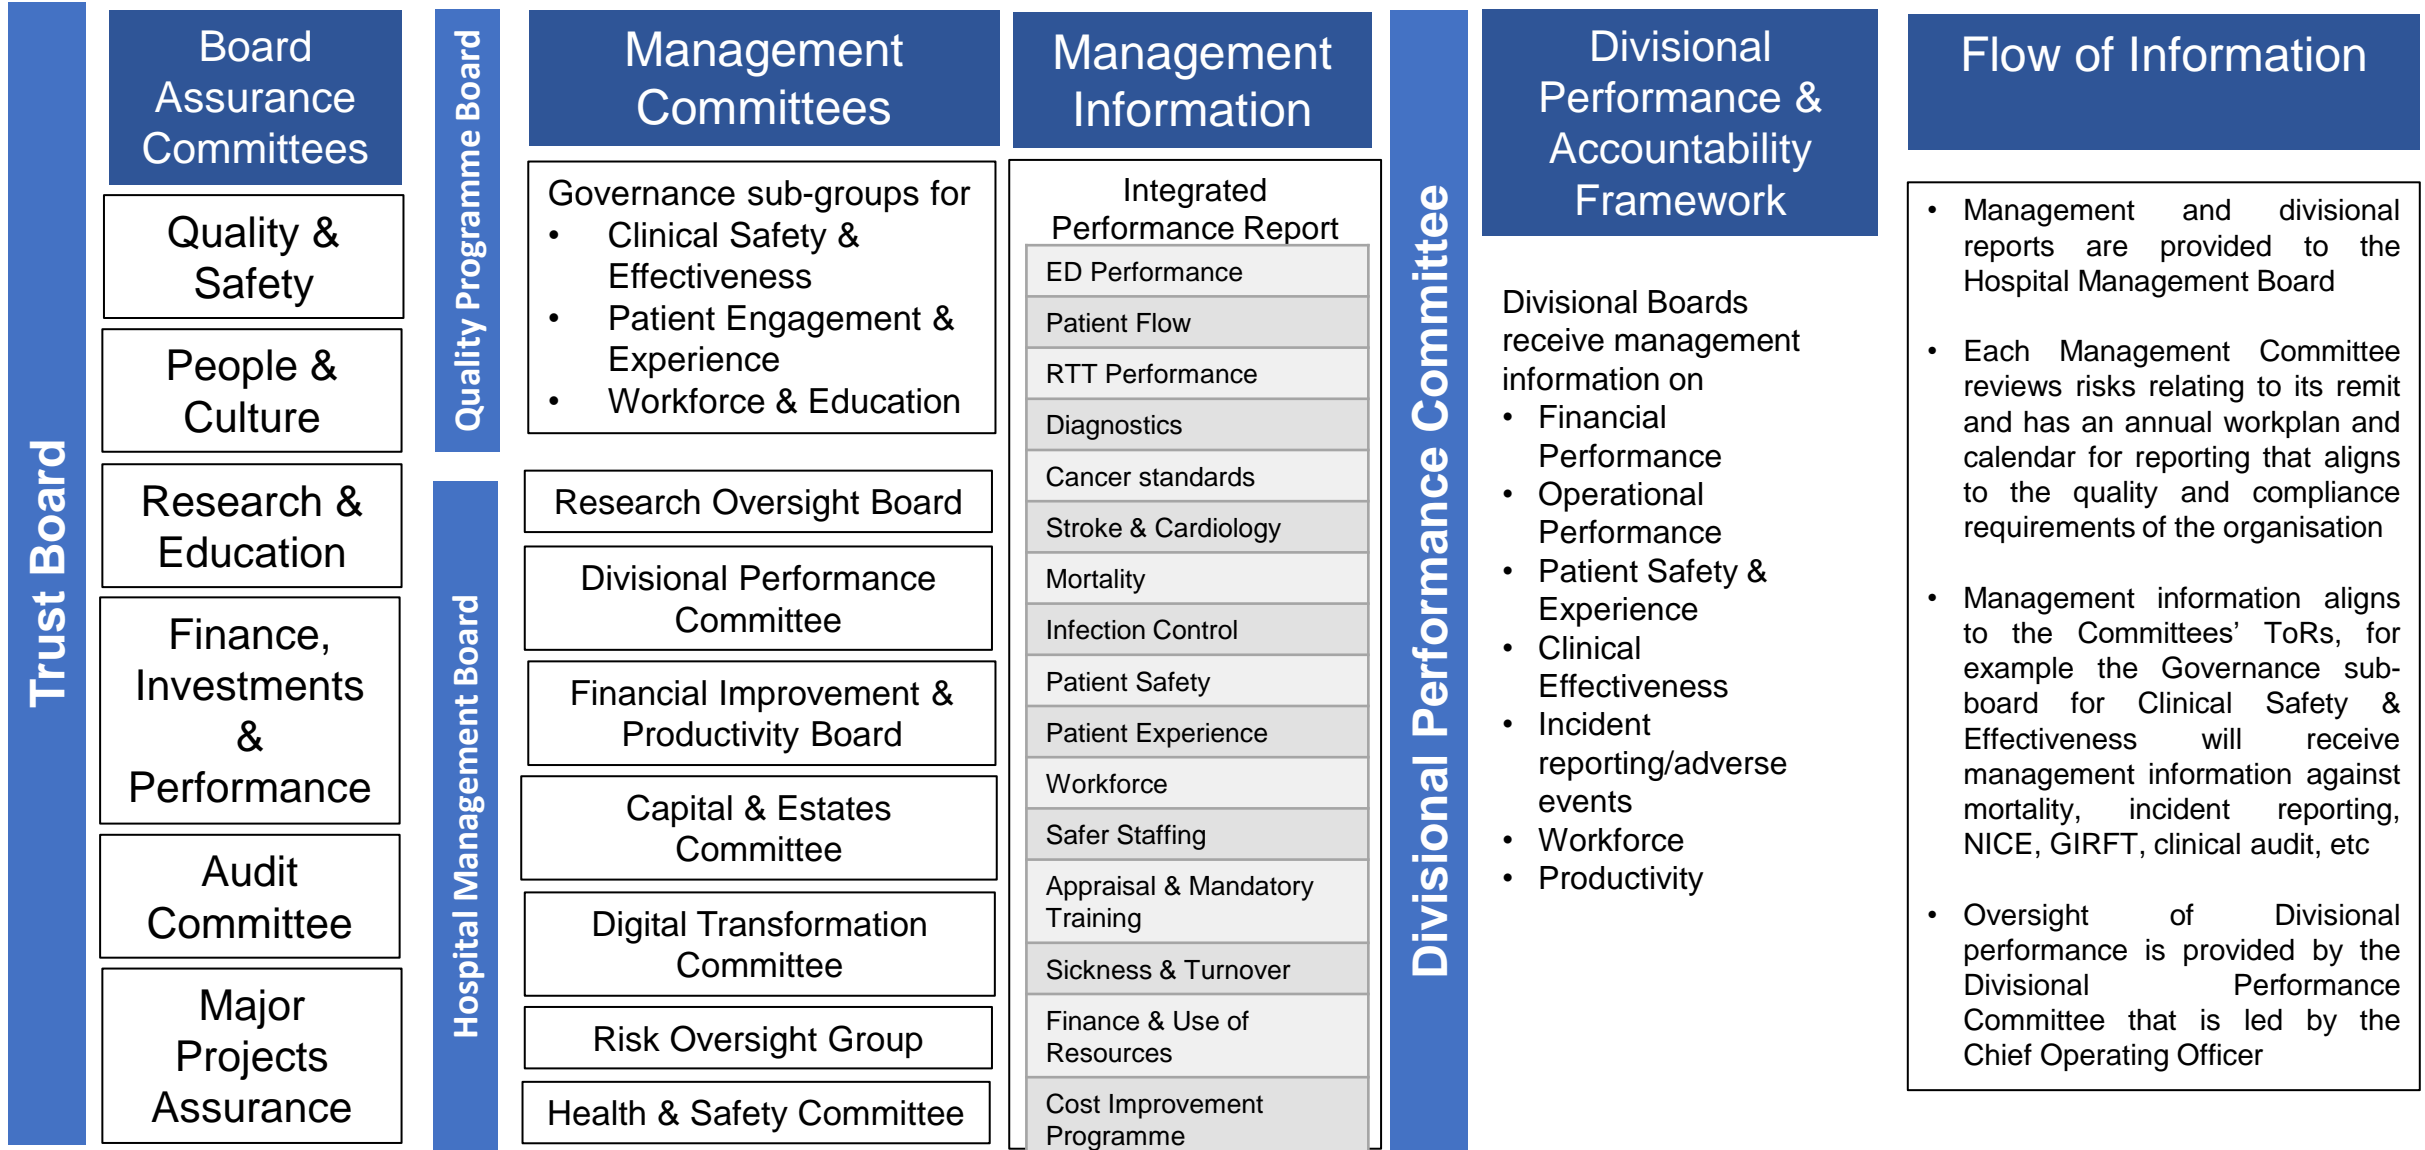 Trust Board
Board
Assurance
Committees
Quality &
Safety
People &
Culture
Research &
Education
Finance,
Investments
&
Performance
Audit
Committee
Major
Projects
Assurance
Quality Programme Board
Hospital Management Board
Management
Committees
Governance sub-groups for
• Clinical Safety &
Effectiveness
• Patient Engagement &
Experience
• Workforce & Education
Research Oversight Board
Divisional Performance
Committee
Financial Improvement &
Productivity Board
Capital & Estates
Committee
Digital Transformation
Committee
Risk Oversight Group
Health & Safety Committee
Management
Information
Integrated
Performance Report
ED Performance
Patient Flow
RTT Performance
Diagnostics
Cancer standards
Stroke & Cardiology
Mortality
Infection Control
Patient Safety
Patient Experience
Workforce
Safer Staffing
Appraisal & Mandatory
Training
Sickness & Turnover
Finance & Use of
Resources
Cost Improvement
Programme
Divisional Performance Committee
Divisional
Performance &
Accountability
Framework
Divisional Boards
receive management
information on
• Financial
Performance
• Operational
Performance
• Patient Safety &
Experience
• Clinical
Effectiveness
• Incident
reporting/adverse
events
• Workforce
• Productivity
Flow of Information
• Management and divisional
reports are provided to the
Hospital Management Board
• Each Management Committee
reviews risks relating to its remit
and has an annual workplan and
calendar for reporting that aligns
to the quality and compliance
requirements of the organisation
• Management information aligns
to the Committees’ ToRs, for
example the Governance sub-
board for Clinical Safety &
Effectiveness will receive
management information against
mortality, incident reporting,
NICE, GIRFT, clinical audit, etc
• Oversight of Divisional
performance is provided by the
Divisional Performance
Committee that is led by the
Chief Operating Officer